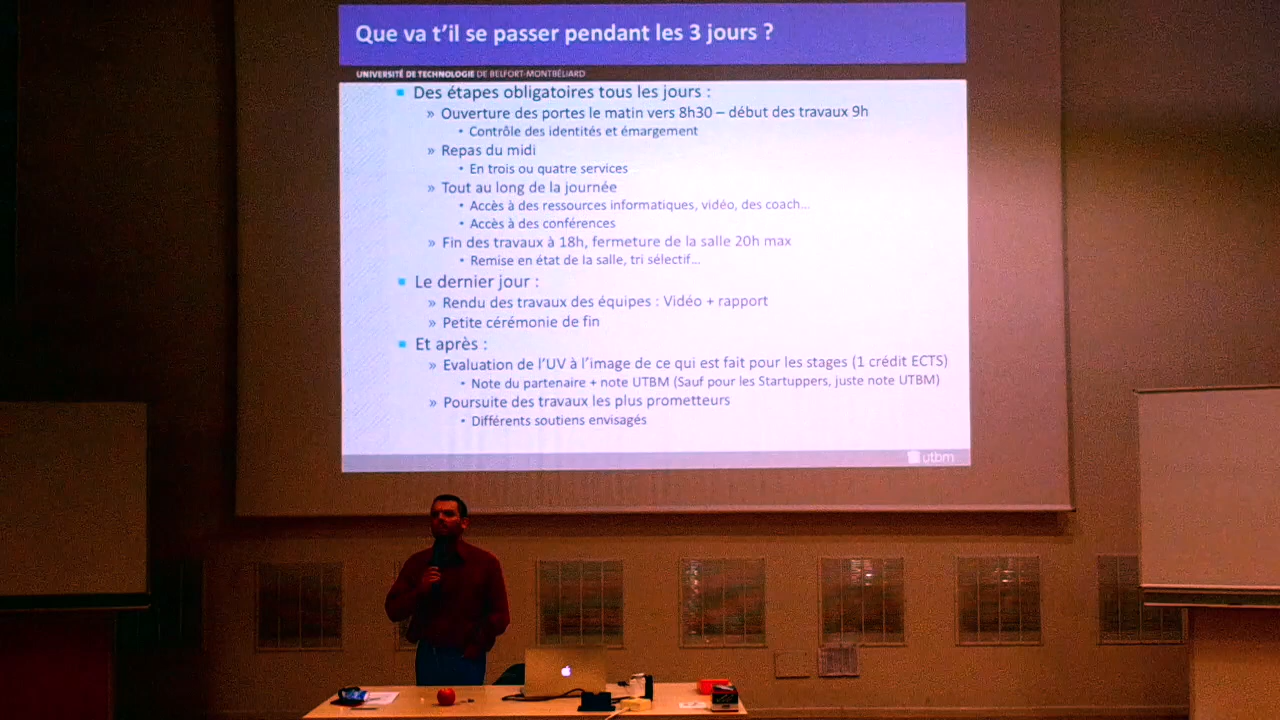 Que va t'il se passer pendant les 3 jours ?
UNIVERSITÉ DE TECHNOLOGIE DE BELFORT-MONTBÉLIARD
▪ Des étapes obligatoires tous les jours :
» Ouverture des portes le matin vers 8h30 – début des travaux 9h
• Contrôle des identités et émargement
» Repas du midi
• En trois ou quatre services
» Tout au long de la journée
• Accès à des ressources informatiques, vidéo, des coach...
• Accès à des conférences
» Fin des travaux à 18h, fermeture de la salle 20h max
• Remise en état de la salle, tri sélectif...
▪ Le dernier jour :
» Rendu des travaux des équipes : Vidéo + rapport
» Petite cérémonie de fin
▪ Et après :
» Evaluation de l'UV à l'image de ce qui est fait pour les stages (1 crédit ECTS)
• Note du partenaire + note UTBM (Sauf pour les Startuppers, juste note UTBM)
» Poursuite des travaux les plus prometteurs
• Différents soutiens envisagés
utbm